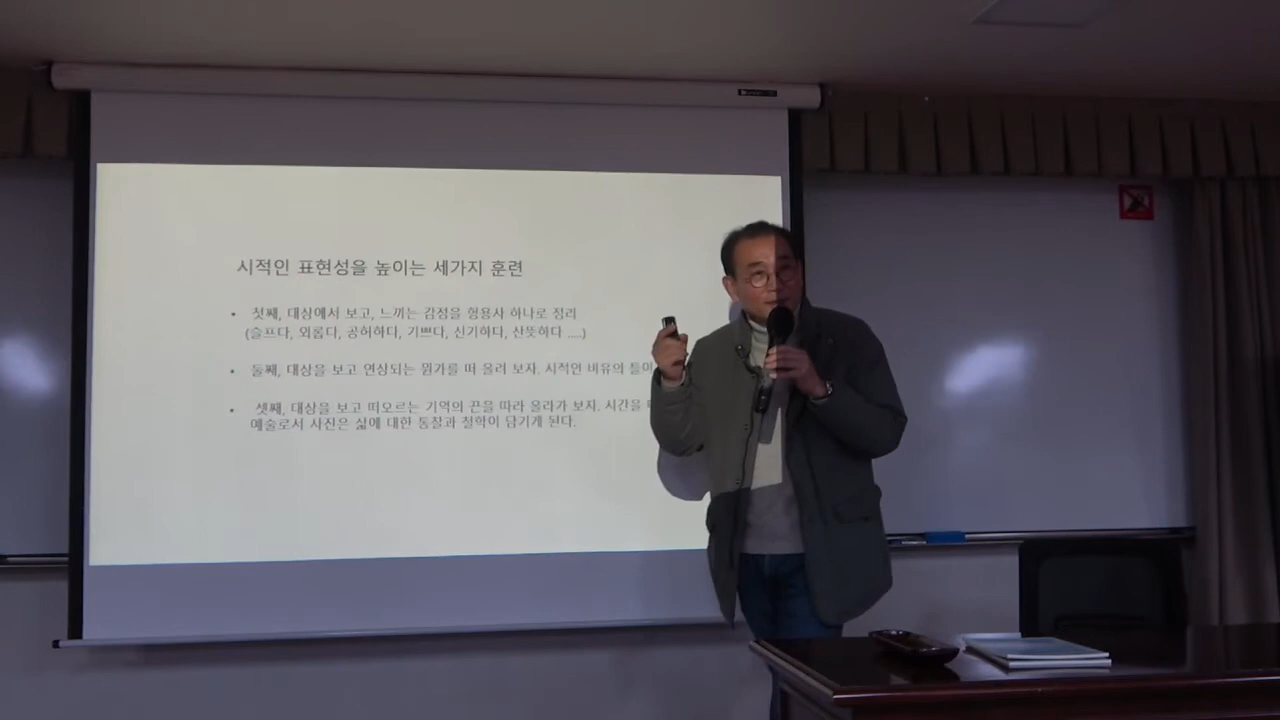 시적인 표현성을 높이는 세가지 훈련
• 첫째, 대상에서 보고, 느끼는 감정을 형용사 하나로 정리
(슬프다, 외롭다, 공허하다, 기쁘다, 신기하다, 산뜻하다 ....)
• 둘째, 대상을 보고 연상되는 뭔가를 떠 올려 보자. 시적인 비유의 틀이
• 셋째, 대상을 보고 떠오르는 기억의 끈을 따라 올라가 보자. 시간을
예술로서 사진은 삶에 대한 통찰과 철학이 담기게 된다.